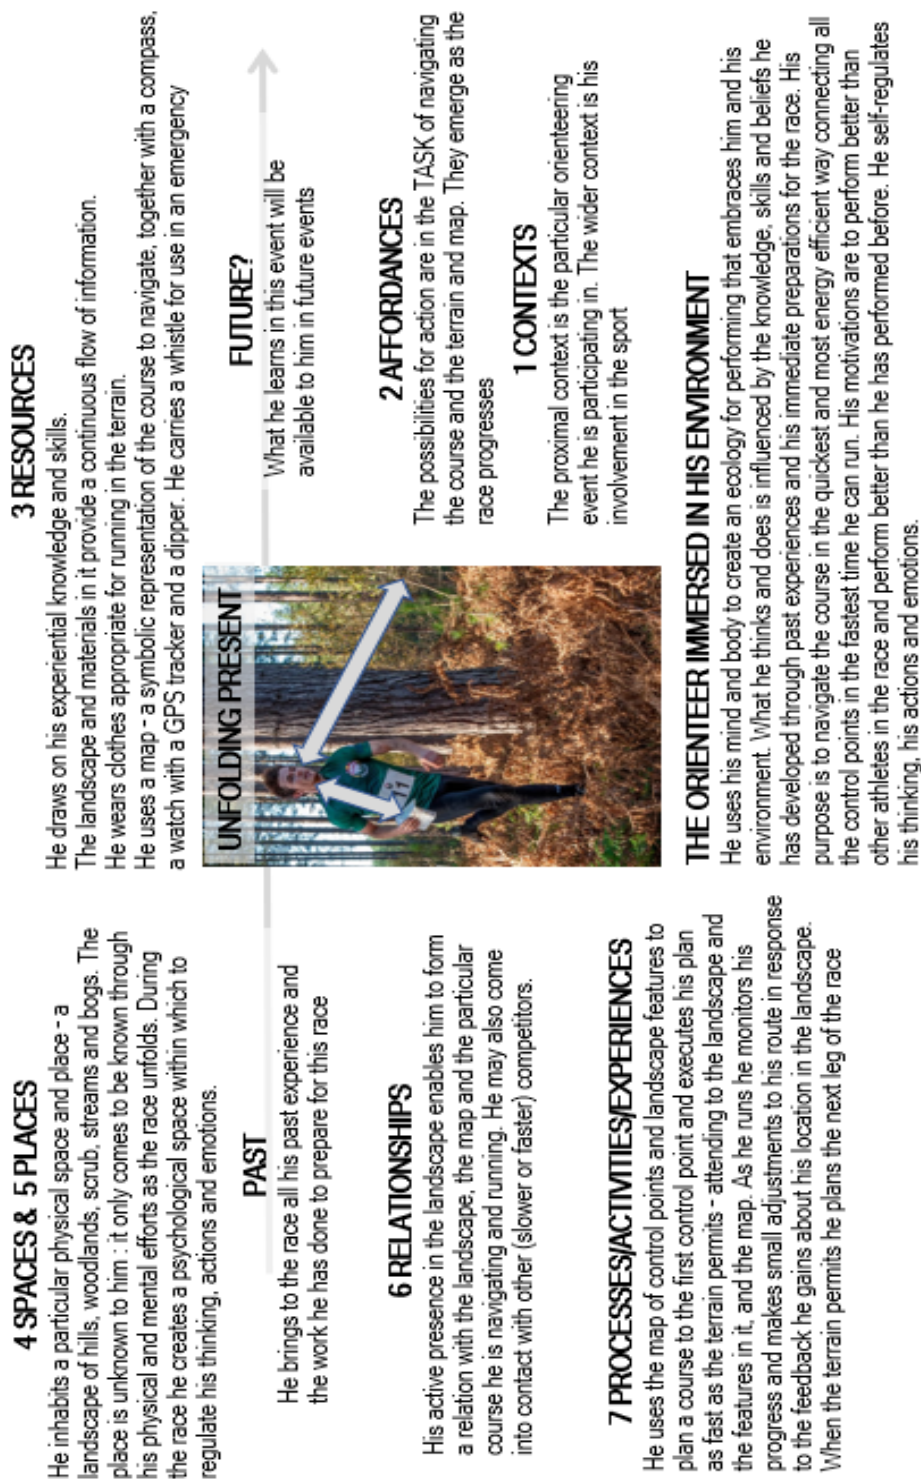 4 SPACES & 5 PLACES
He inhabits a particular physical space and place - a
landscape of hills, woodlands, scrub, streams and bogs. The
place is unknown to him : it only comes to be known through
his physical and mental efforts as the race unfolds. During
the race he creates a psychological space within which to
regulate his thinking, actions and emotions.
3 RESOURCES
He draws on his experiential knowledge and skills.
The landscape and materials in it provide a continuous flow of information.
He wears clothes appropriate for running in the terrain.
He uses a map - a symbolic representation of the course to navigate, together with a compass,
a watch with a GPS tracker and a dipper. He carries a whistle for use in an emergency
PAST
He brings to the race all his past experience and
the work he has done to prepare for this race
UNFOLDING PRESENT
11
FUTURE?
What he learns in this event will be
available to him in future events
6 RELATIONSHIPS
His active presence in the landscape enables him to form
a relation with the landscape, the map and the particular
course he is navigating and running. He may also come
into contact with other (slower or faster) competitors.
2 AFFORDANCES
The possibilities for action are in the TASK of navigating
the course and the terrain and map. They emerge as the
race progresses
1 CONTEXTS
The proximal context is the particular orienteering
event he is participating in. The wider context is his
involvement in the sport
7 PROCESSES/ACTIVITIES/EXPERIENCES
He uses the map of control points and landscape features to
plan a course to the first control point and executes his plan
as fast as the terrain permits - attending to the landscape and
the features in it, and the map. As he runs he monitors his
progress and makes small adjustments to his route in response
to the feedback he gains about his location in the landscape.
When the terrain permits he plans the next leg of the race
THE ORIENTEER IMMERSED IN HIS ENVIRONMENT
He uses his mind and body to create an ecology for performing that embraces him and his
environment. What he thinks and does is influenced by the knowledge, skills and beliefs he
has developed through past experiences and his immediate preparations for the race. His
purpose is to navigate the course in the quickest and most energy efficient way connecting all
the control points in the fastest time he can run. His motivations are to perform better than
other athletes in the race and perform better than he has performed before. He self-regulates
his thinking, his actions and emotions.